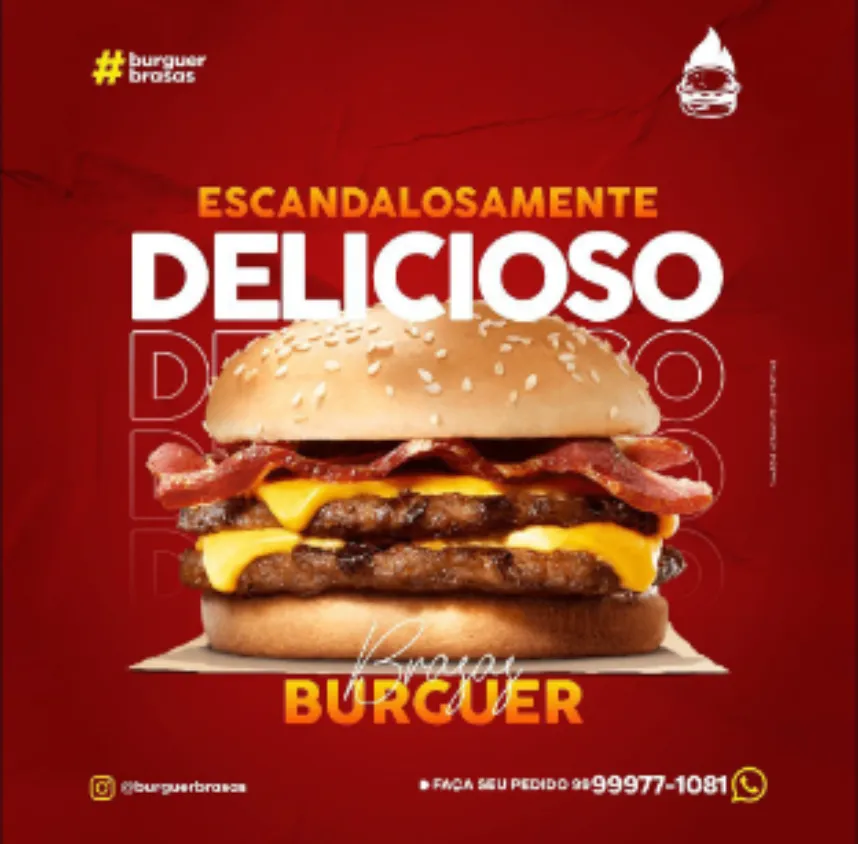 #burguer
brasas
ESCANDALOSAMENTE
DELICIOSO
Brasas
BURGUER
@burguerbrasas
FAÇA SEU PEDIDO 99 99977-1081